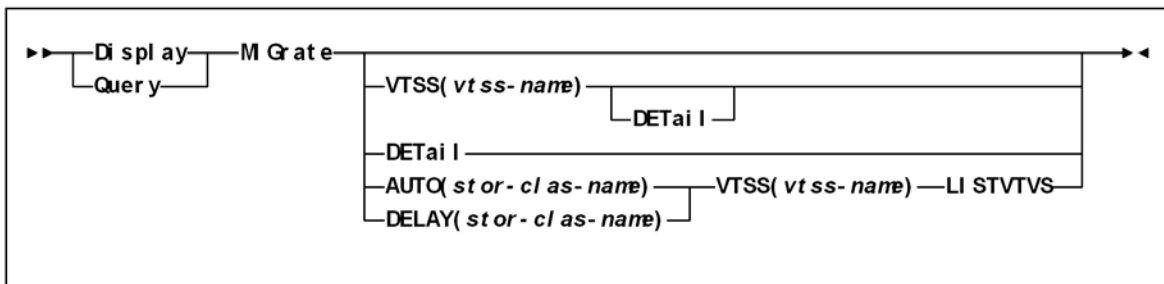 Display MIGrate
Query
VTSS(vtss-name)
DETail
DETail
AUTO(stor-clas-name) VTSS(vtss-name) LISTVTVS
DELAY(stor-clas-name)